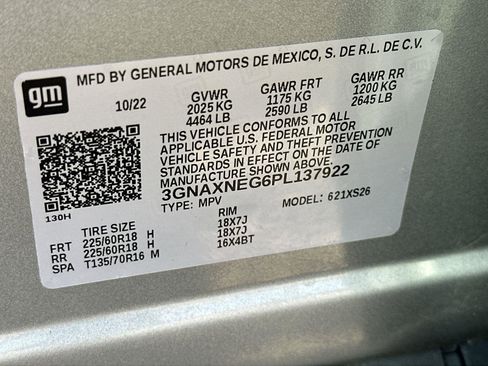 gm
MFD BY GENERAL MOTORS DE MEXICO, S. DE R.L. DE C.V.
10/22 GVWR GAWR FRT GAWR RR
2025 KG 1175 KG 1200 KG
4464 LB 2590 LB 2645 LB
THIS VEHICLE CONFORMS TO ALL
APPLICABLE U.S. FEDERAL MOTOR
VEHICLE SAFETY AND THEFT PREVENTION
STANDARDS IN EFFECT ON THE DATE OF
MANUFACTURE SHOWN ABOVE.
3GNAXNEG6PL137922
TYPE: MPV MODEL: 621XS26
130H
TIRE SIZE RIM
FRT 225/60R18 H 18X7J
RR 225/60R18 H 18X7J
SPA T135/70R16 M 16X4BT